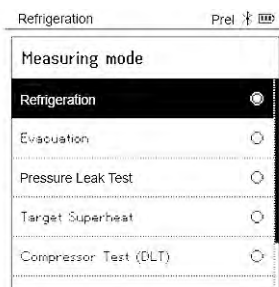 Refrigeration Prel
Measuring mode
Refrigeration
Evacuation
Pressure Leak Test
Target Superheat
Compressor Test (DLT)